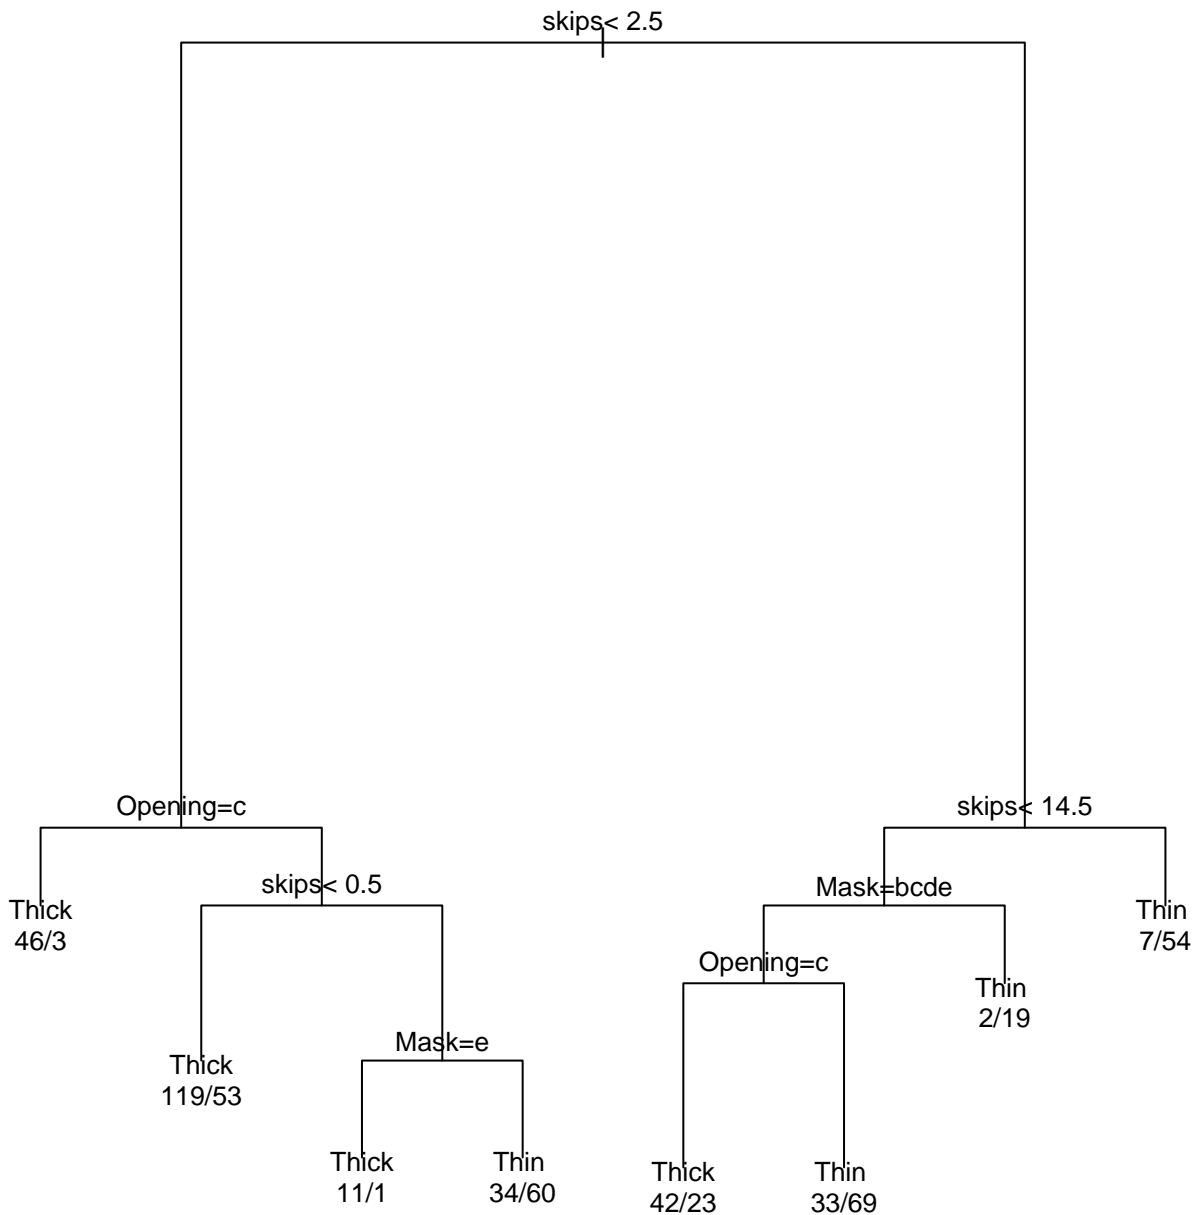 skips< 2.5
Opening=c
skips< 14.5
skips< 0.5
Mask=bcde
Thick
46/3
Thin
7/54
Opening=c
Thin
2/19
Mask=e
Thick
119/53
Thick
11/1
Thin
34/60
Thick
42/23
Thin
33/69